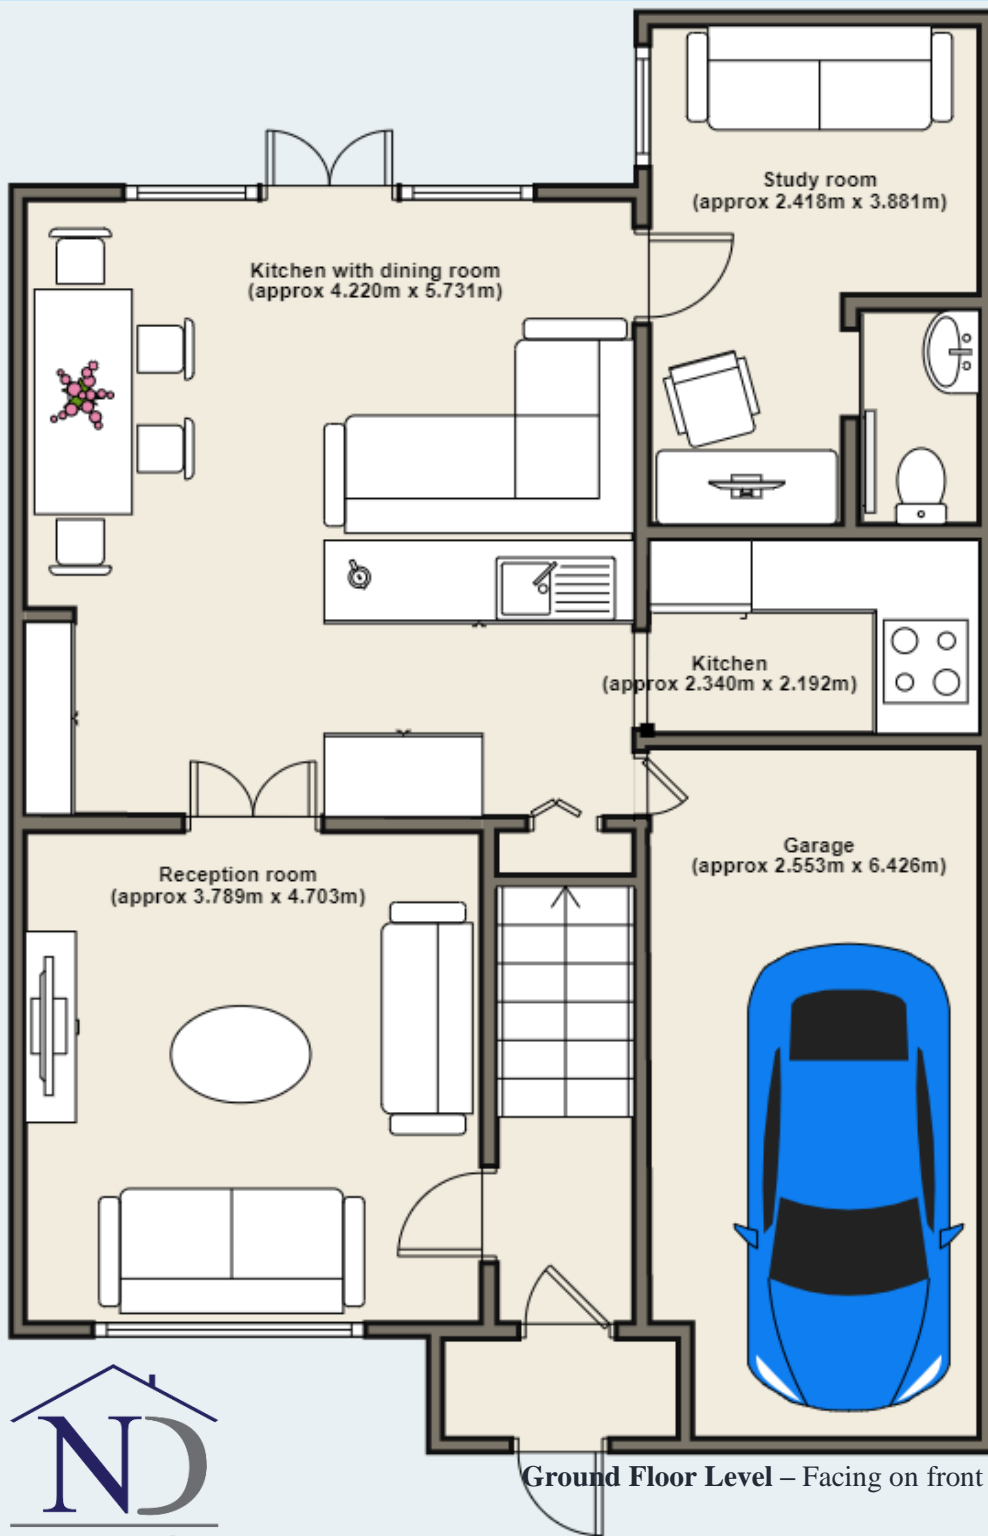 Study room
(approx 2.418m x 3.881m)
Kitchen with dining room
(approx 4.220m x 5.731m)
Kitchen
(approx 2.340m x 2.192m)
Garage
(approx 2.553m x 6.426m)
Reception room
(approx 3.789m x 4.703m)
ND
Ground Floor Level – Facing on front